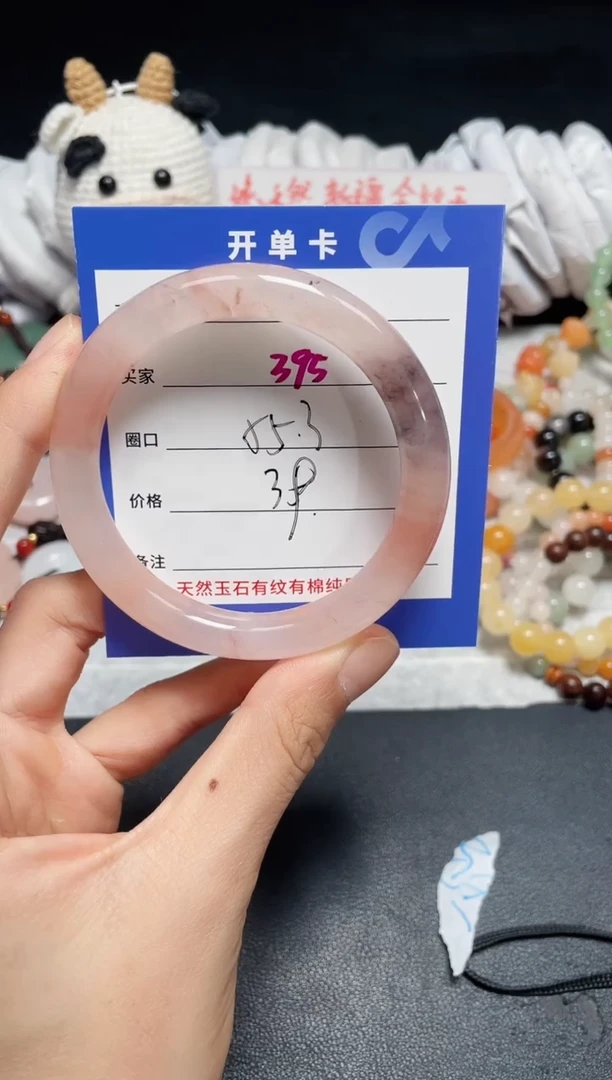 开单卡
买家 395
圈口 55.3
价格 39.
备注
天然玉石有纹有棉纯